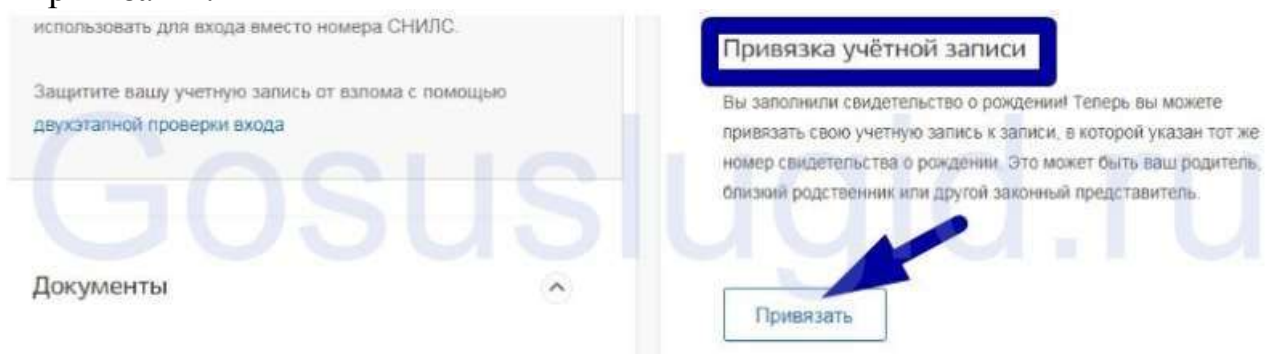 использовать для входа вместо номера СНИЛС.
Защитите вашу учетную запись от взлома с помощью
двухэтапной проверки входа
Документы
Привязка учётной записи
Вы заполнили свидетельство о рождении! Теперь вы можете
привязать свою учетную запись к записи, в которой указан тот же
номер свидетельства о рождении. Это может быть ваш родитель,
близкий родственник или другой законный представитель.
Привязать
Gosuslugid.ru